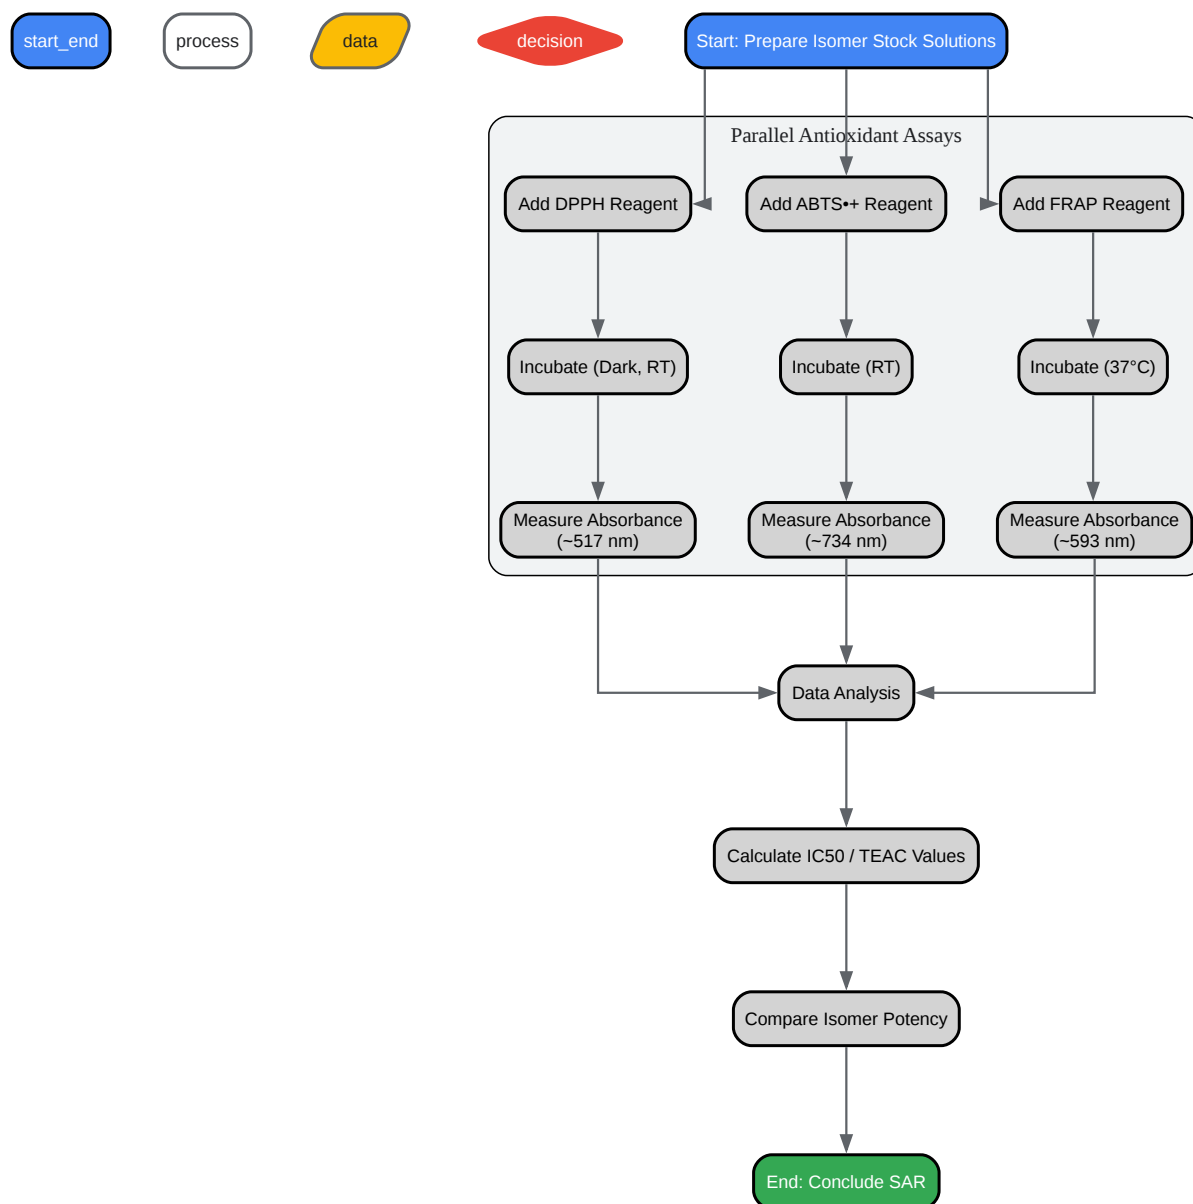 start_end
process
data
decision
Start: Prepare Isomer Stock Solutions
Parallel Antioxidant Assays
Add DPPH Reagent
Add ABTS•+ Reagent
Add FRAP Reagent
Incubate (Dark, RT)
Incubate (RT)
Incubate (37°C)
Measure Absorbance
(~517 nm)
Measure Absorbance
(~734 nm)
Measure Absorbance
(~593 nm)
Data Analysis
Calculate IC50 / TEAC Values
Compare Isomer Potency
End: Conclude SAR